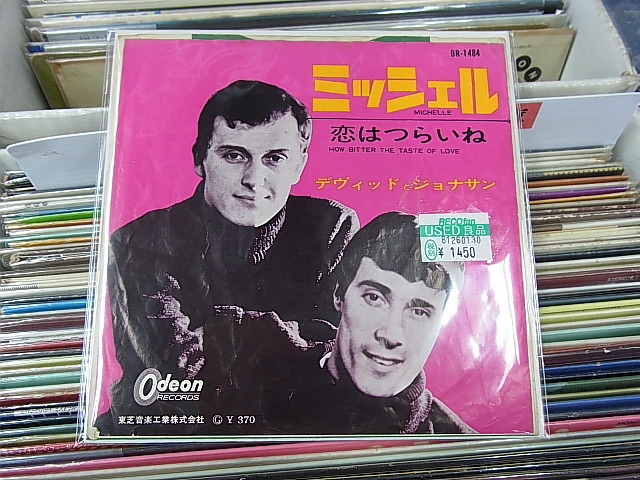 OR-1484
ミッシェル
MICHELLE
恋はつらいね
HOW BITTER THE TASTE OF LOVE
デヴィッドとジョナサン
RECOfan
USED良品
税別
¥ 1450
Odeon
RECORDS
東芝音楽工業株式会社 Ⓖ ¥ 370